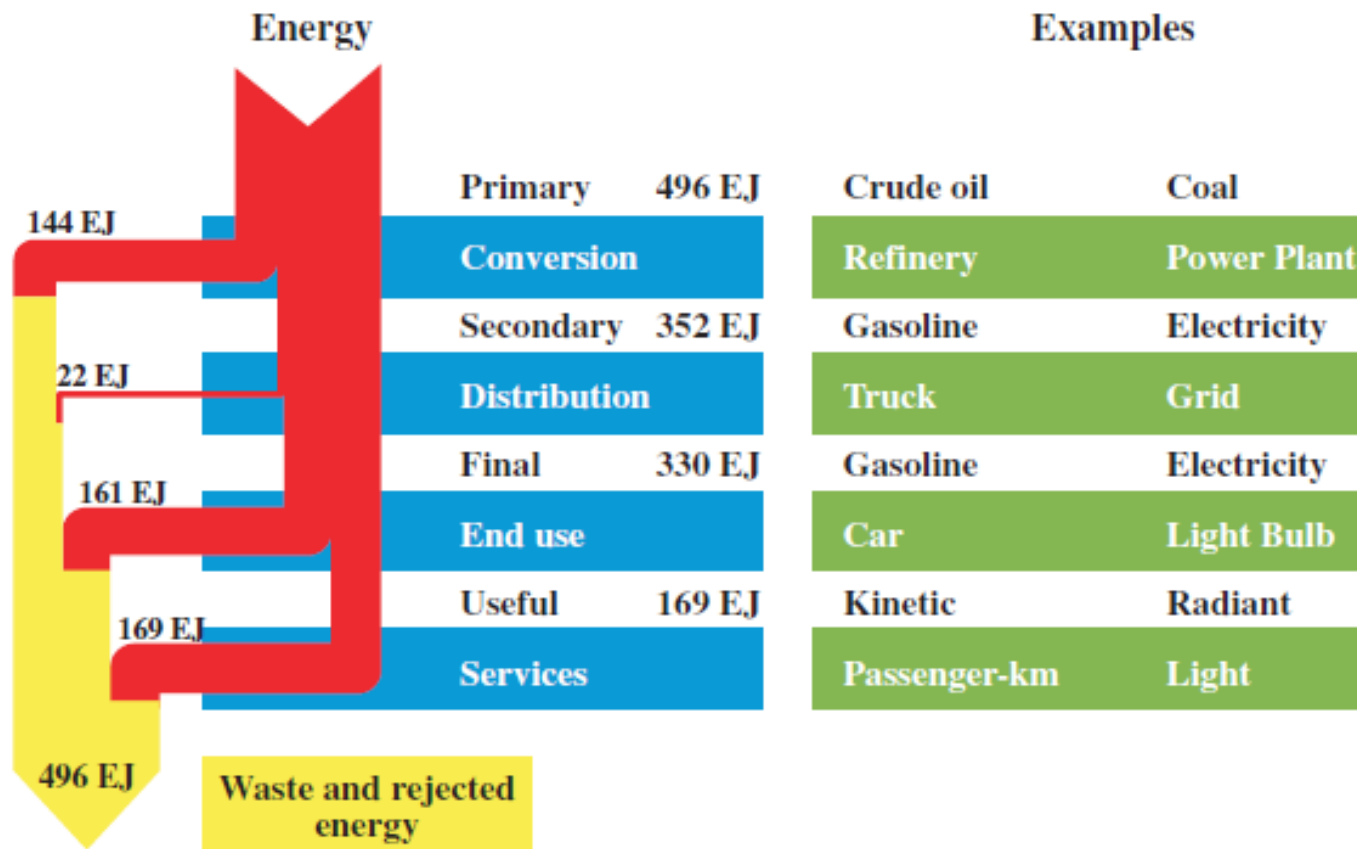 Energy Examples
Primary 496 EJ Crude oil Coal
144 EJ
Conversion Refinery Power Plant
Secondary 352 EJ Gasoline Electricity
22 EJ
Distribution Truck Grid
Final 330 EJ Gasoline Electricity
161 EJ
End use Car Light Bulb
Useful 169 EJ Kinetic Radiant
169 EJ
Services Passenger-km Light
496 EJ
Waste and rejected
energy